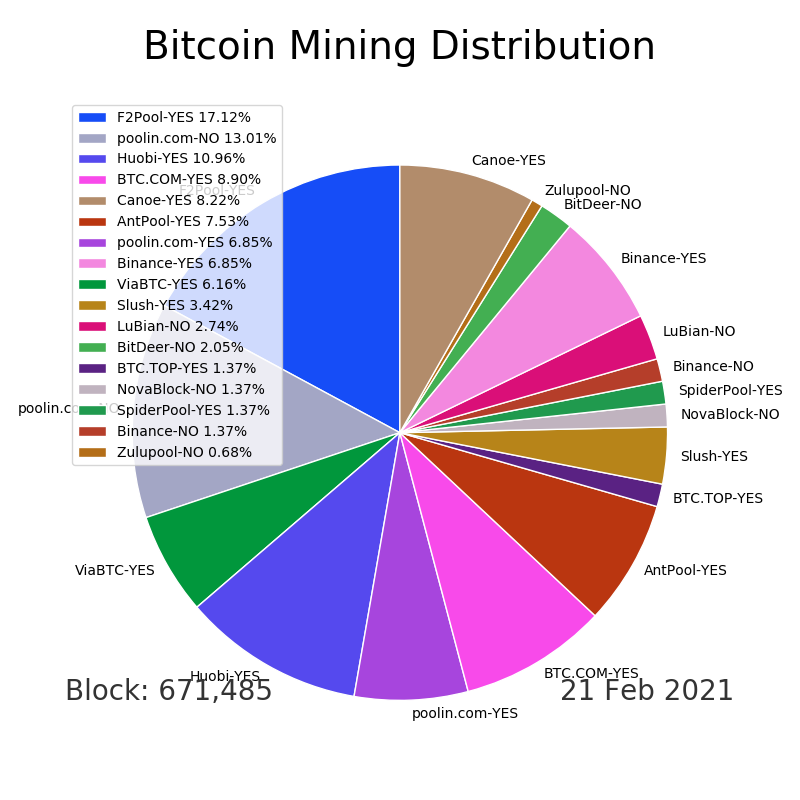 Bitcoin Mining Distribution
F2Pool-YES 17.12%
poolin.com-NO 13.01%
Huobi-YES 10.96%
BTC.COM-YES 8.90%
Canoe-YES 8.22%
AntPool-YES 7.53%
poolin.com-YES 6.85%
Binance-YES 6.85%
ViaBTC-YES 6.16%
Slush-YES 3.42%
LuBian-NO 2.74%
BitDeer-NO 2.05%
BTC.TOP-YES 1.37%
NovaBlock-NO 1.37%
SpiderPool-YES 1.37%
Binance-NO 1.37%
Zulupool-NO 0.68%
F2Pool-YES
poolin.com-NO
ViaBTC-YES
Huobi-YES
poolin.com-YES
BTC.COM-YES
AntPool-YES
BTC.TOP-YES
Slush-YES
NovaBlock-NO
SpiderPool-YES
Binance-NO
LuBian-NO
Binance-YES
BitDeer-NO
Zulupool-NO
Canoe-YES
Block: 671,485
21 Feb 2021